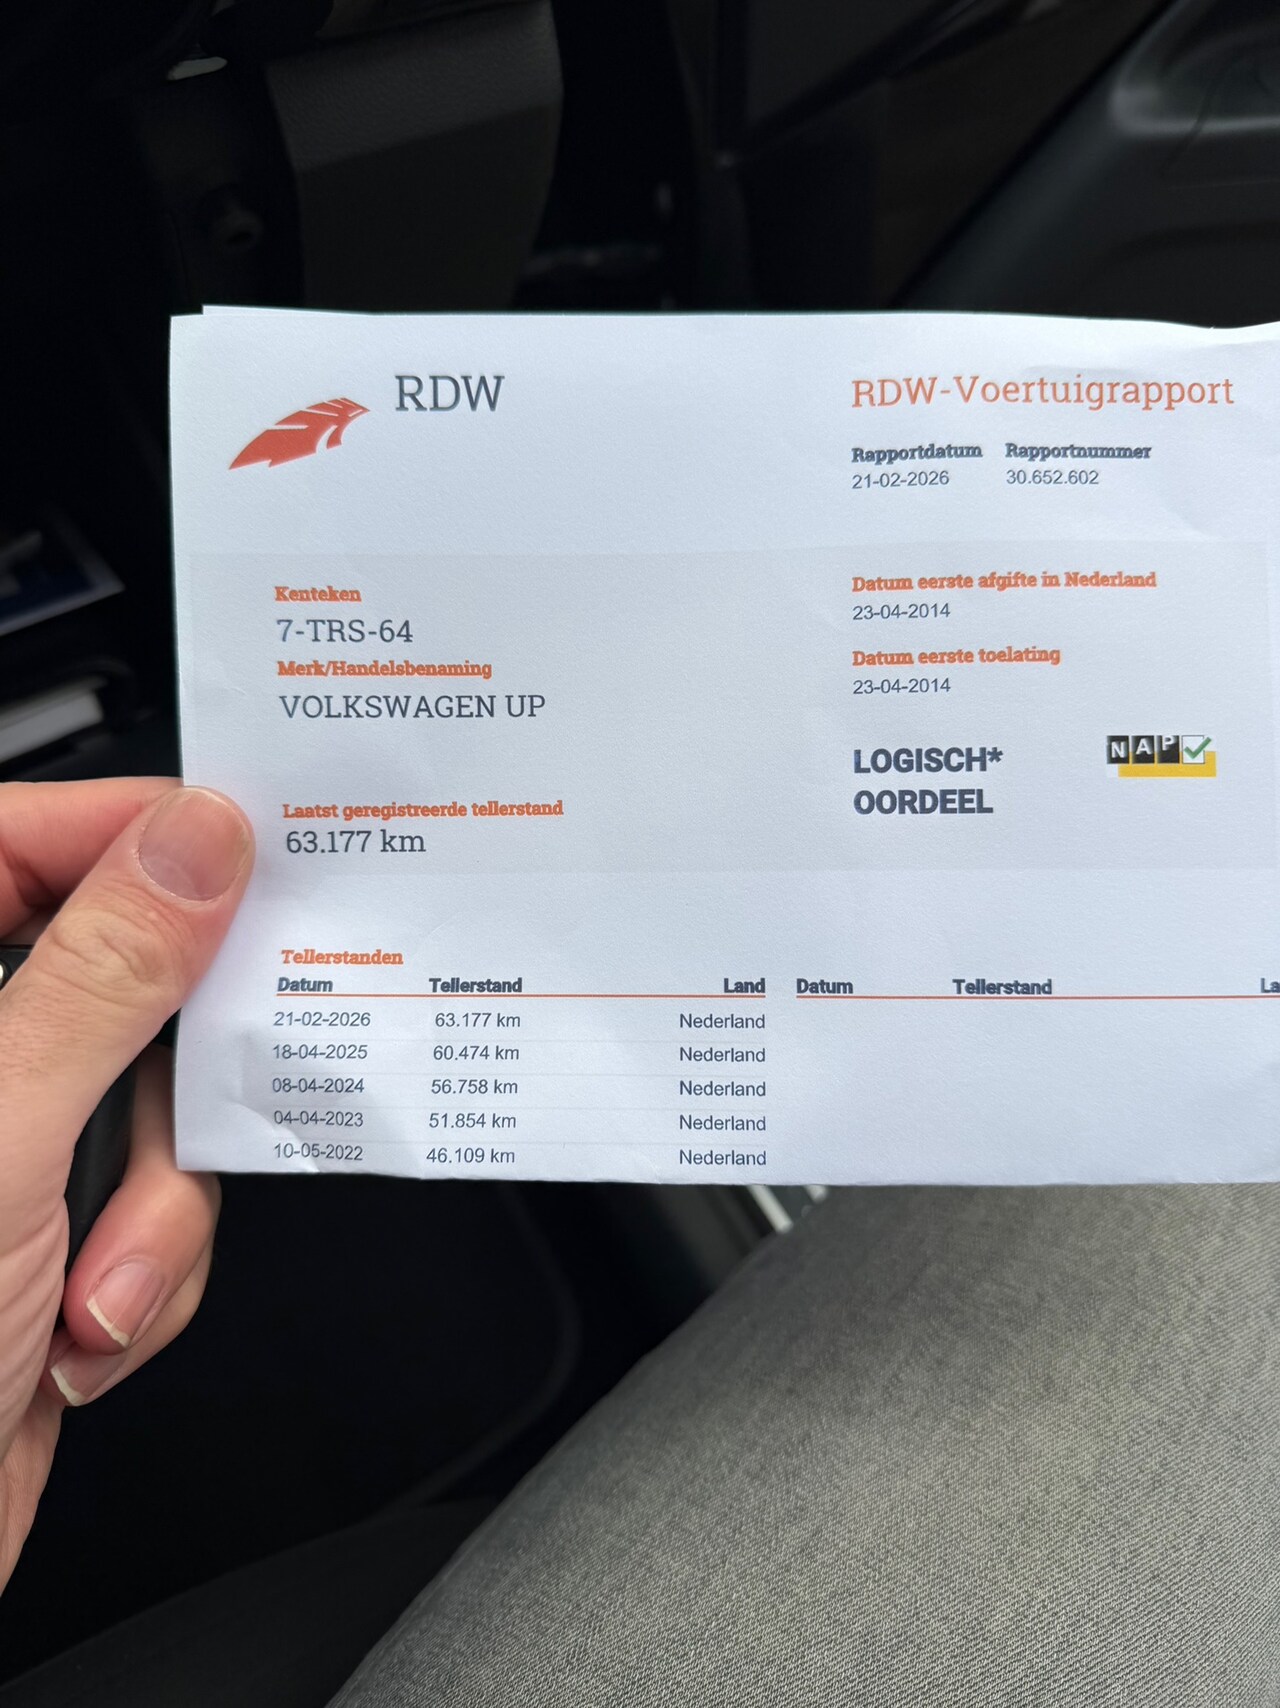 RDW
RDW-Voertuigrapport
Rapportdatum Rapportnummer
21-02-2026 30.652.602
Kenteken
7-TRS-64
Merk/Handelsbenaming
VOLKSWAGEN UP
Laatst geregistreerde tellerstand
63.177 km
Datum eerste afgifte in Nederland
23-04-2014
Datum eerste toelating
23-04-2014
LOGISCH*
OORDEEL
NAP
Tellerstanden
Datum Tellerstand Land Datum Tellerstand La
21-02-2026 63.177 km Nederland
18-04-2025 60.474 km Nederland
08-04-2024 56.758 km Nederland
04-04-2023 51.854 km Nederland
10-05-2022 46.109 km Nederland